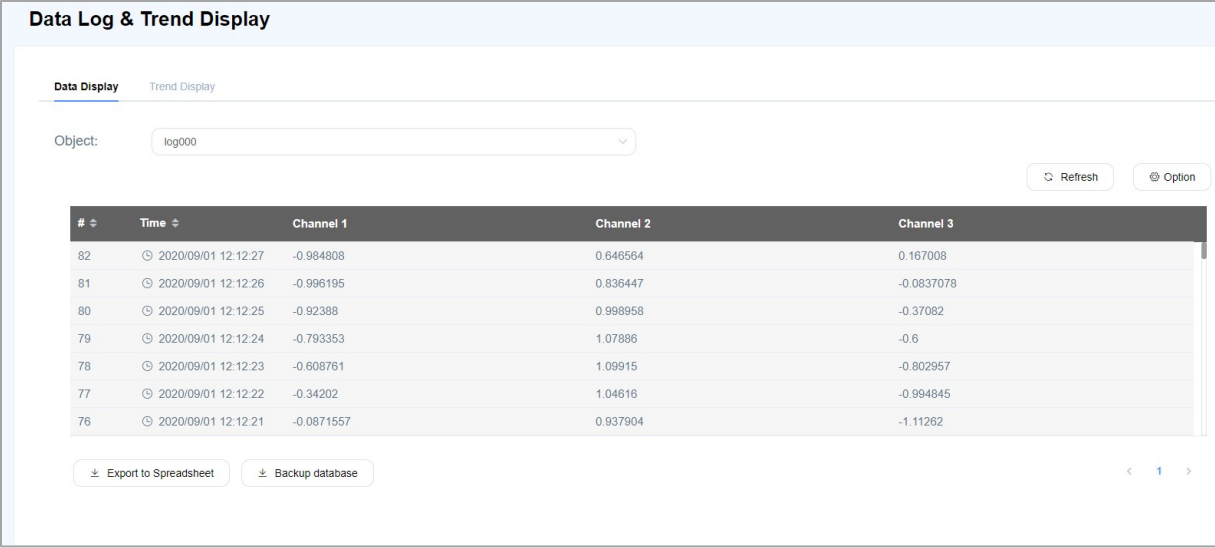 Data Log & Trend Display
Data Display Trend Display
Object: log000
Refresh Option
# Time Channel 1 Channel 2 Channel 3
82 2020/09/01 12:12:27 -0.984808 0.646564 0.167008
81 2020/09/01 12:12:26 -0.996195 0.836447 -0.0837078
80 2020/09/01 12:12:25 -0.92388 0.998958 -0.37082
79 2020/09/01 12:12:24 -0.793353 1.07886 -0.6
78 2020/09/01 12:12:23 -0.608761 1.09915 -0.802957
77 2020/09/01 12:12:22 -0.34202 1.04616 -0.994845
76 2020/09/01 12:12:21 -0.0871557 0.937904 -1.11262
Export to Spreadsheet Backup database < 1 >